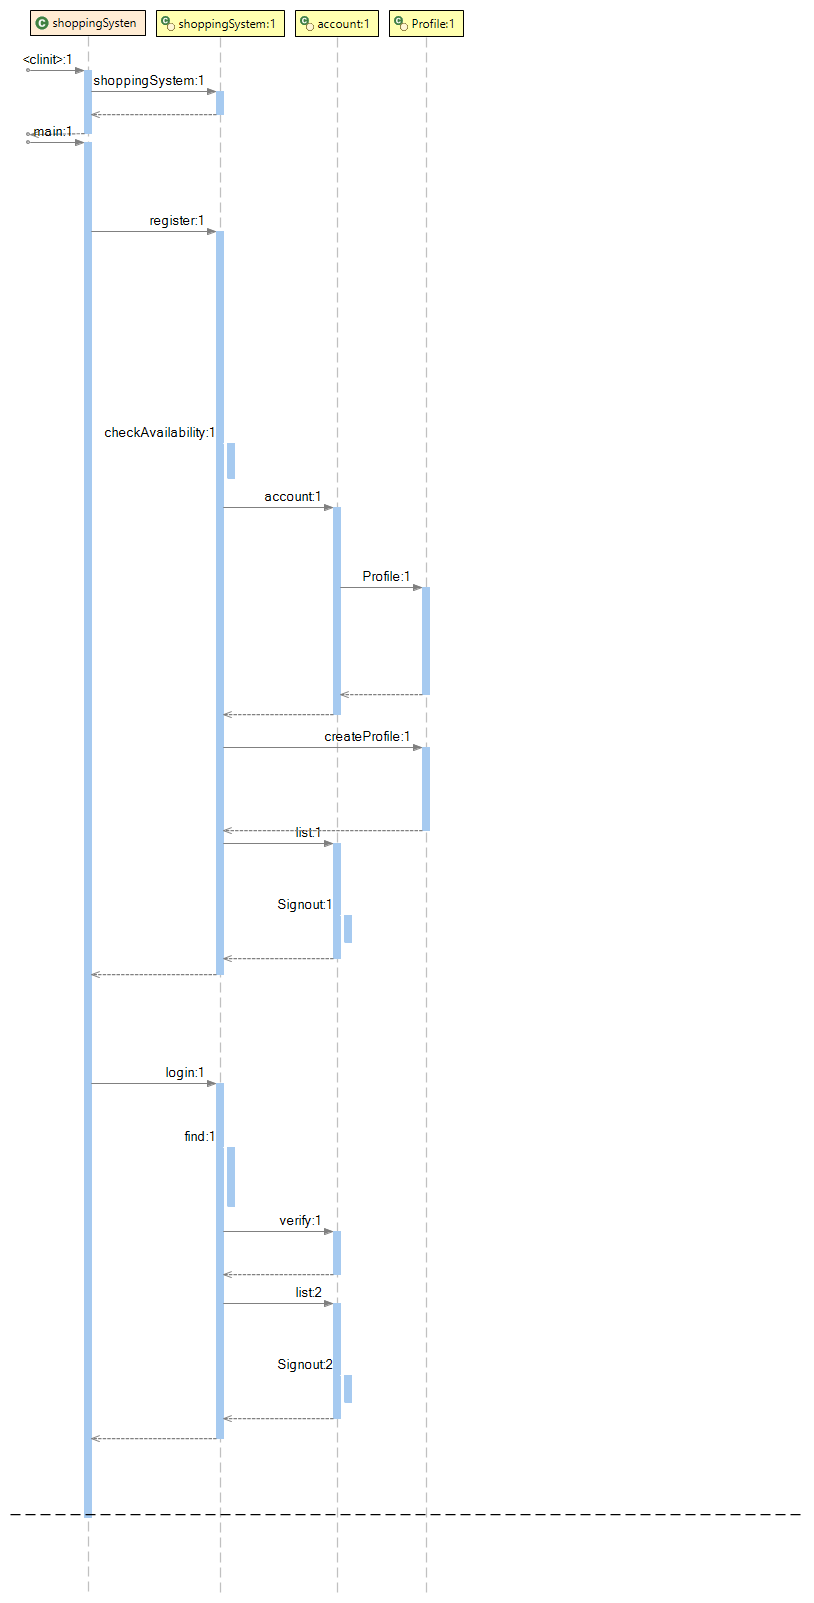 shoppingSysten
shoppingSystem:1
account:1
Profile:1
<clinit>:1
shoppingSystem:1
main:1
register:1
checkAvailability:1
account:1
Profile:1
createProfile:1
list:1
Signout:1
login:1
find:1
verify:1
list:2
Signout:2